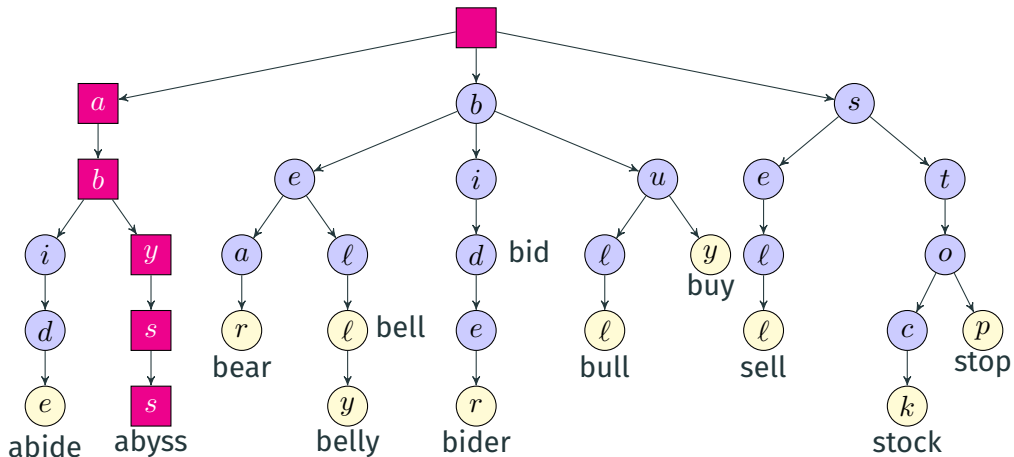 a b s
b e i u e t
i y a ℓ d bid ℓ y ℓ o
buy
d s r ℓ bell e ℓ ℓ c p
bear bull sell stop
e s y r k
abide abyss belly bider stock